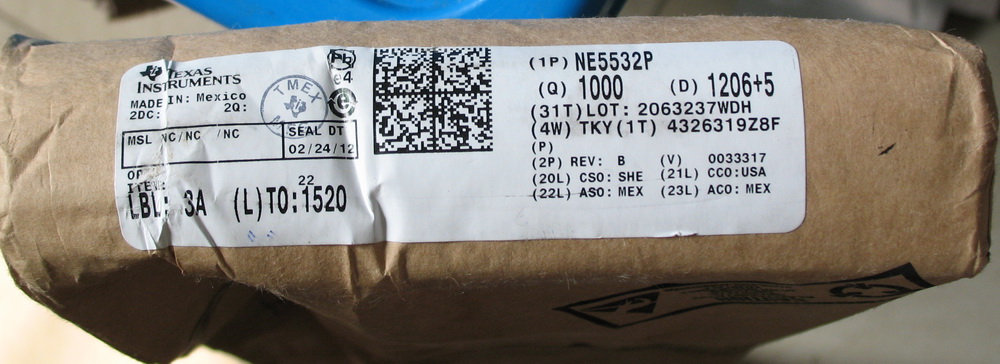 TEXAS
INSTRUMENTS
MADE IN: Mexico
2DC: 2Q:
TMEX
Pb
e4
e
MSL NC/NC /NC
SEAL DT
02/24/12
OP
ITEM:
22
LBL: 3A (L)TO:1520
(1P) NE5532P
(Q) 1000 (D) 1206+5
(31T)LOT: 2063237WDH
(4W) TKY(1T) 4326319Z8F
(P)
(2P) REV: B (V) 0033317
(20L) CSO: SHE (21L) CCO:USA
(22L) ASO: MEX (23L) ACO: MEX